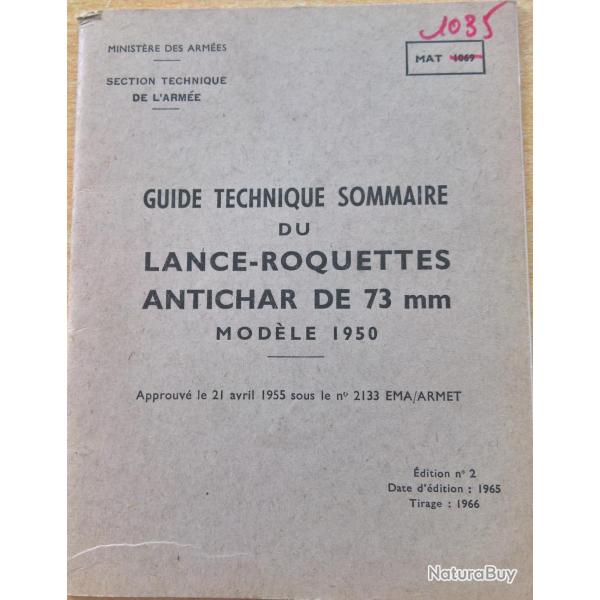 1035
MINISTÈRE DES ARMÉES
MAT 1069
SECTION TECHNIQUE
DE L'ARMÉE
GUIDE TECHNIQUE SOMMAIRE
DU
LANCE-ROQUETTES
ANTICHAR DE 73 mm
MODÈLE 1950
Approuvé le 21 avril 1955 sous le nº 2133 EMA/ARMET
Édition nº 2
Date d'édition : 1965
Tirage : 1966
NaturaBuy